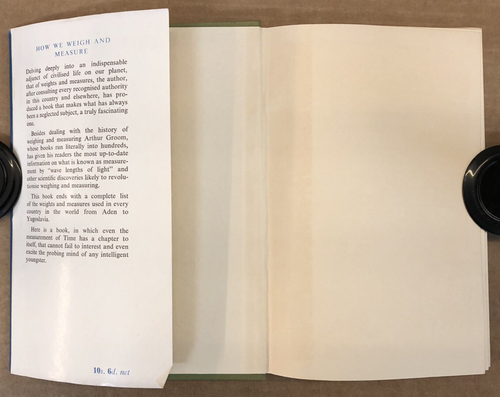 HOW WE WEIGH AND
MEASURE
Delving deeply into an indispensable
adjunct of civilised life on our planet,
that of weights and measures, the author,
after consulting every recognised authority
in this country and elsewhere, has pro-
duced a book that makes what has always
been a neglected subject, a truly fascinating
one.
Besides dealing with the history of
weighing and measuring Arthur Groom,
whose books run literally into hundreds,
has given his readers the most up-to-date
information on what is known as measure-
ment by "wave lengths of light" and
other scientific discoveries likely to revolu-
tionise weighing and measuring.
This book ends with a complete list
of the weights and measures used in every
country in the world from Aden to
Yugoslavia.
Here is a book, in which even the
measurement of Time has a chapter to
itself, that cannot fail to interest and even
excite the probing mind of any intelligent
youngster.
10s. 6d. net